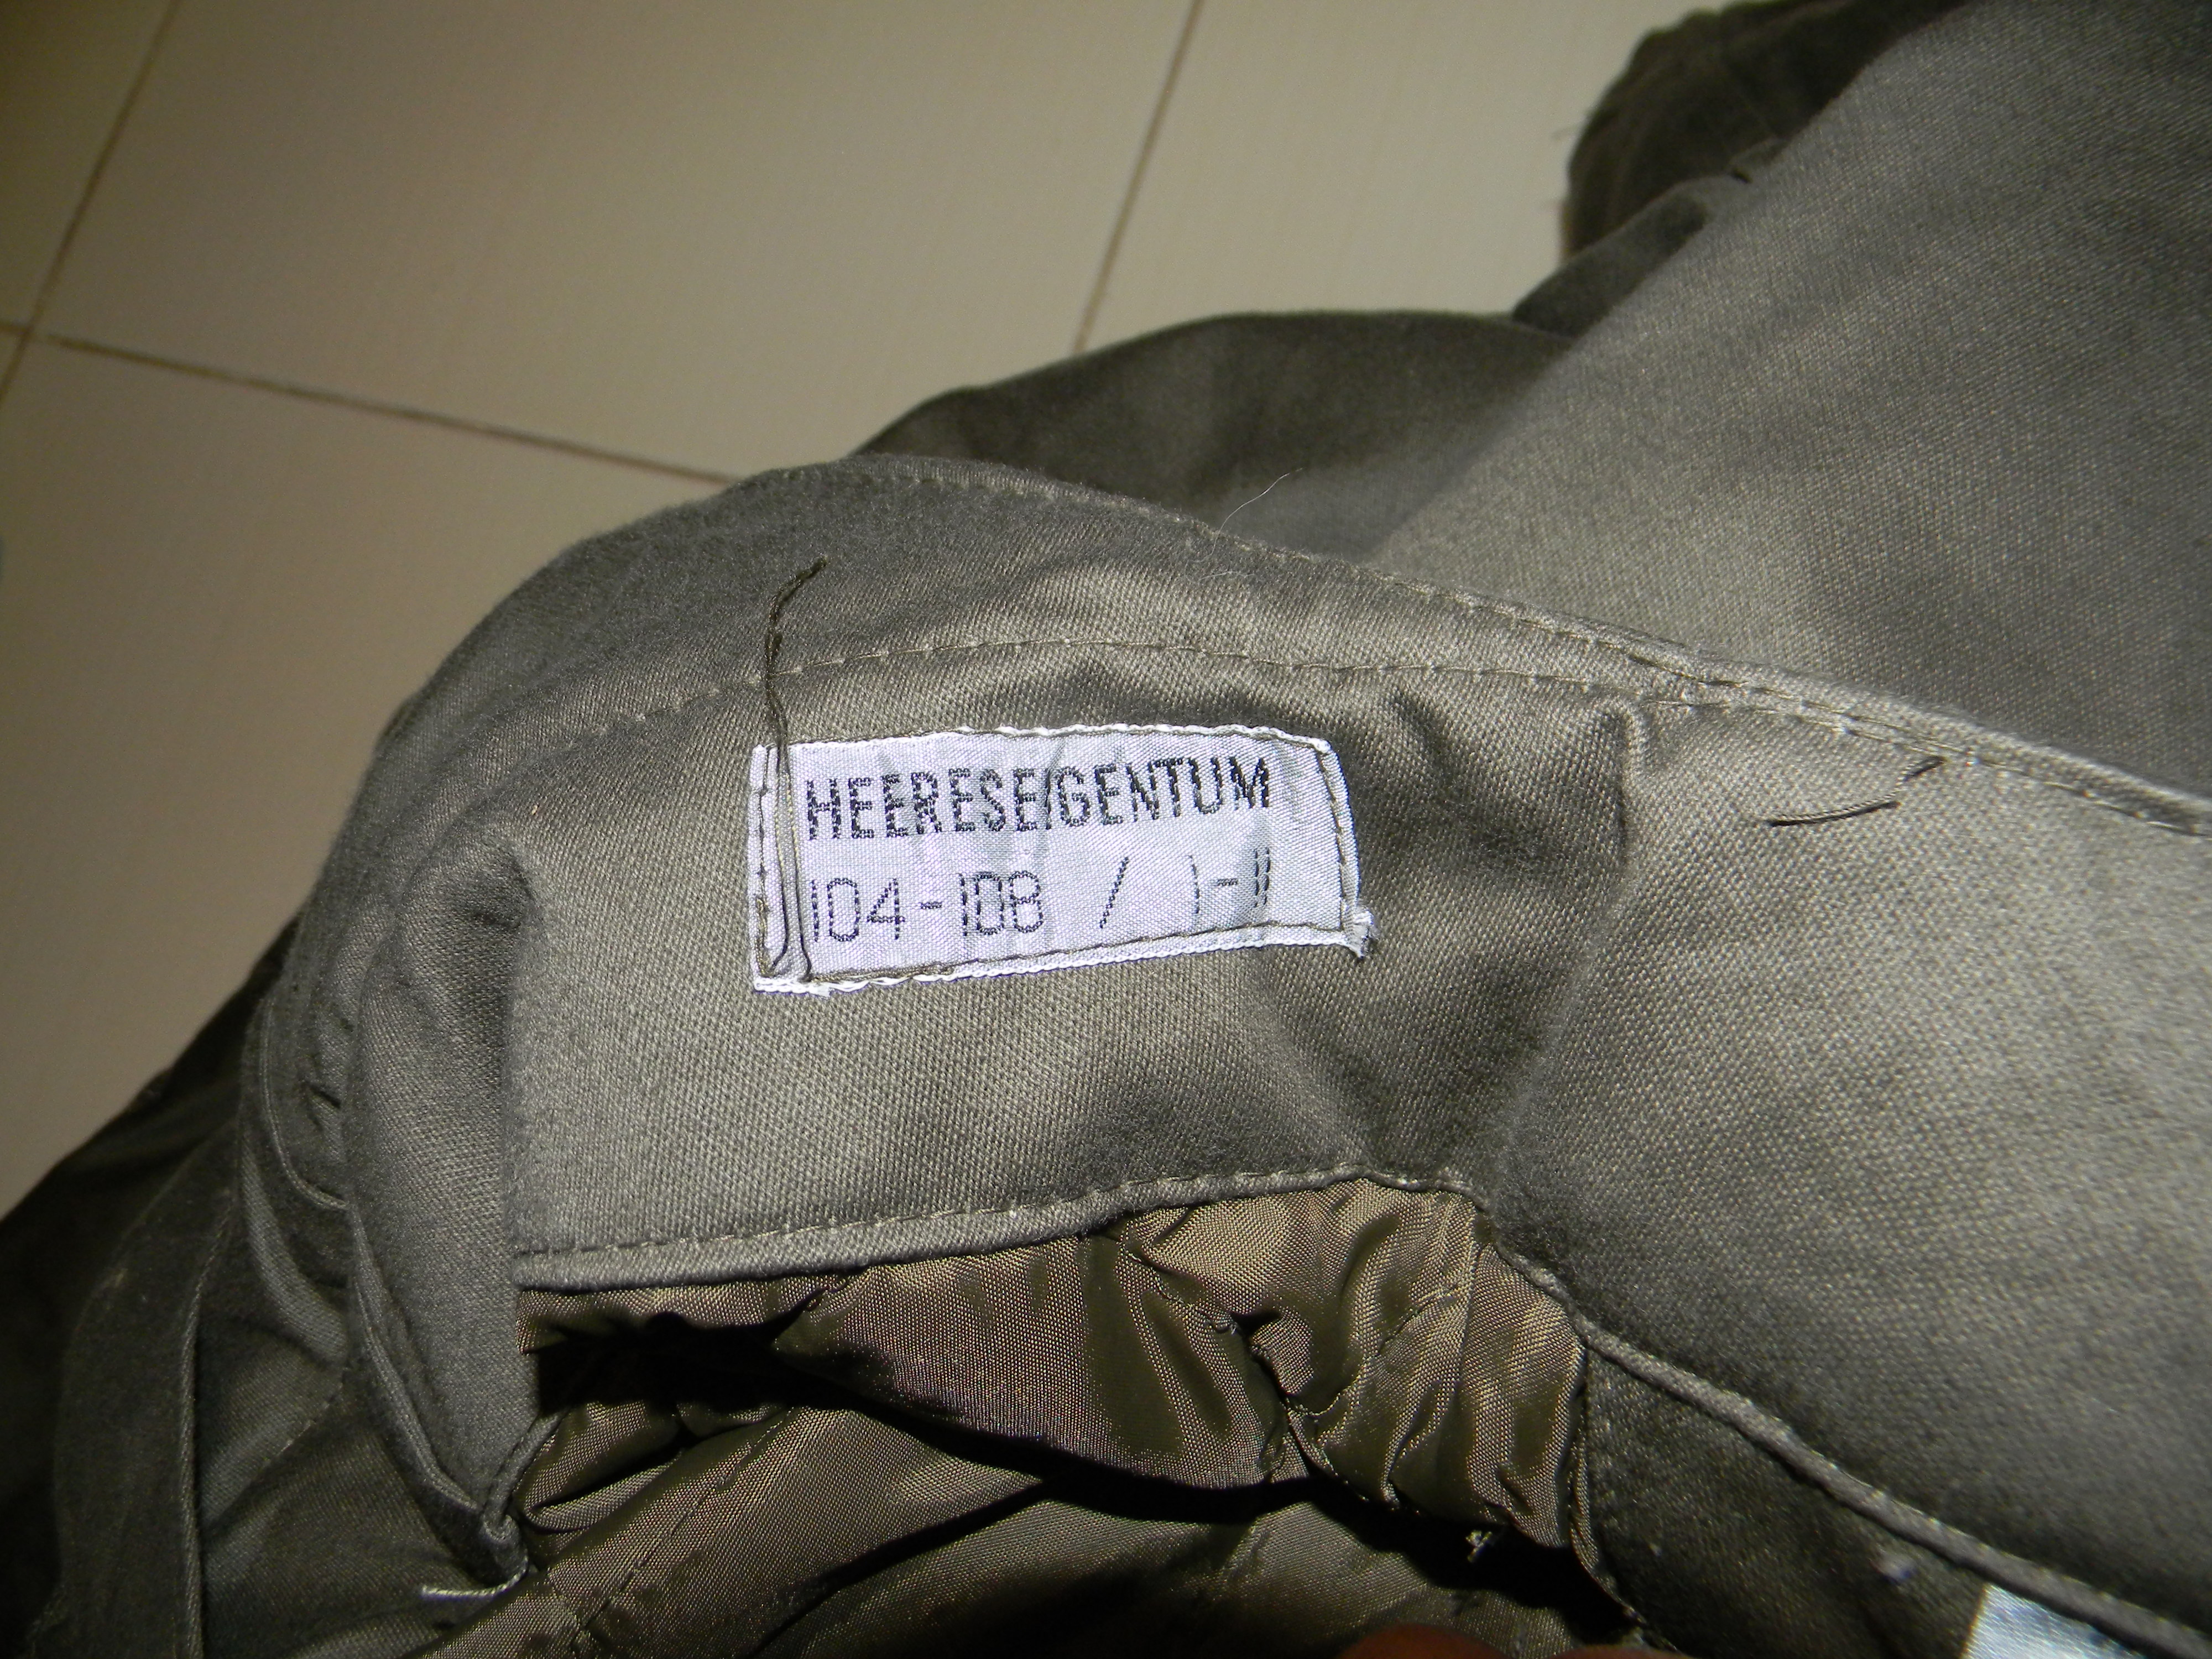 HEERESEIGENTUM
104-108 / I-II